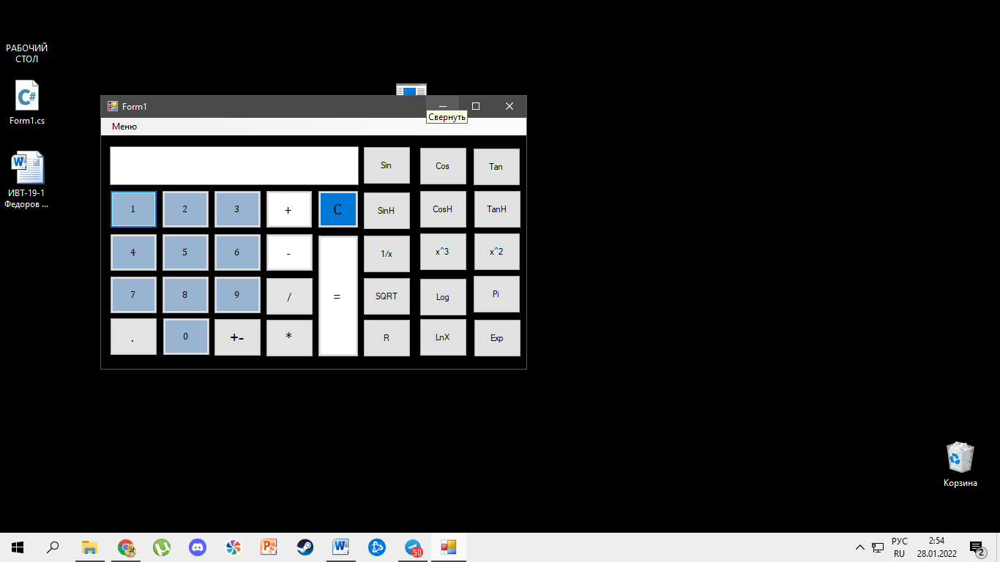 РАБОЧИЙ
СТОЛ
Form1.cs
ИВТ-19-1
Федоров ...
Form1
Свернуть
Меню
Sin Cos Tan
1 2 3 + C SinH CosH TanH
4 5 6 - 1/x x^3 x^2
7 8 9 / = SQRT Log Pi
. 0 +- * R LnX Exp
Корзина
50
РУС
RU
2:54
28.01.2022
2